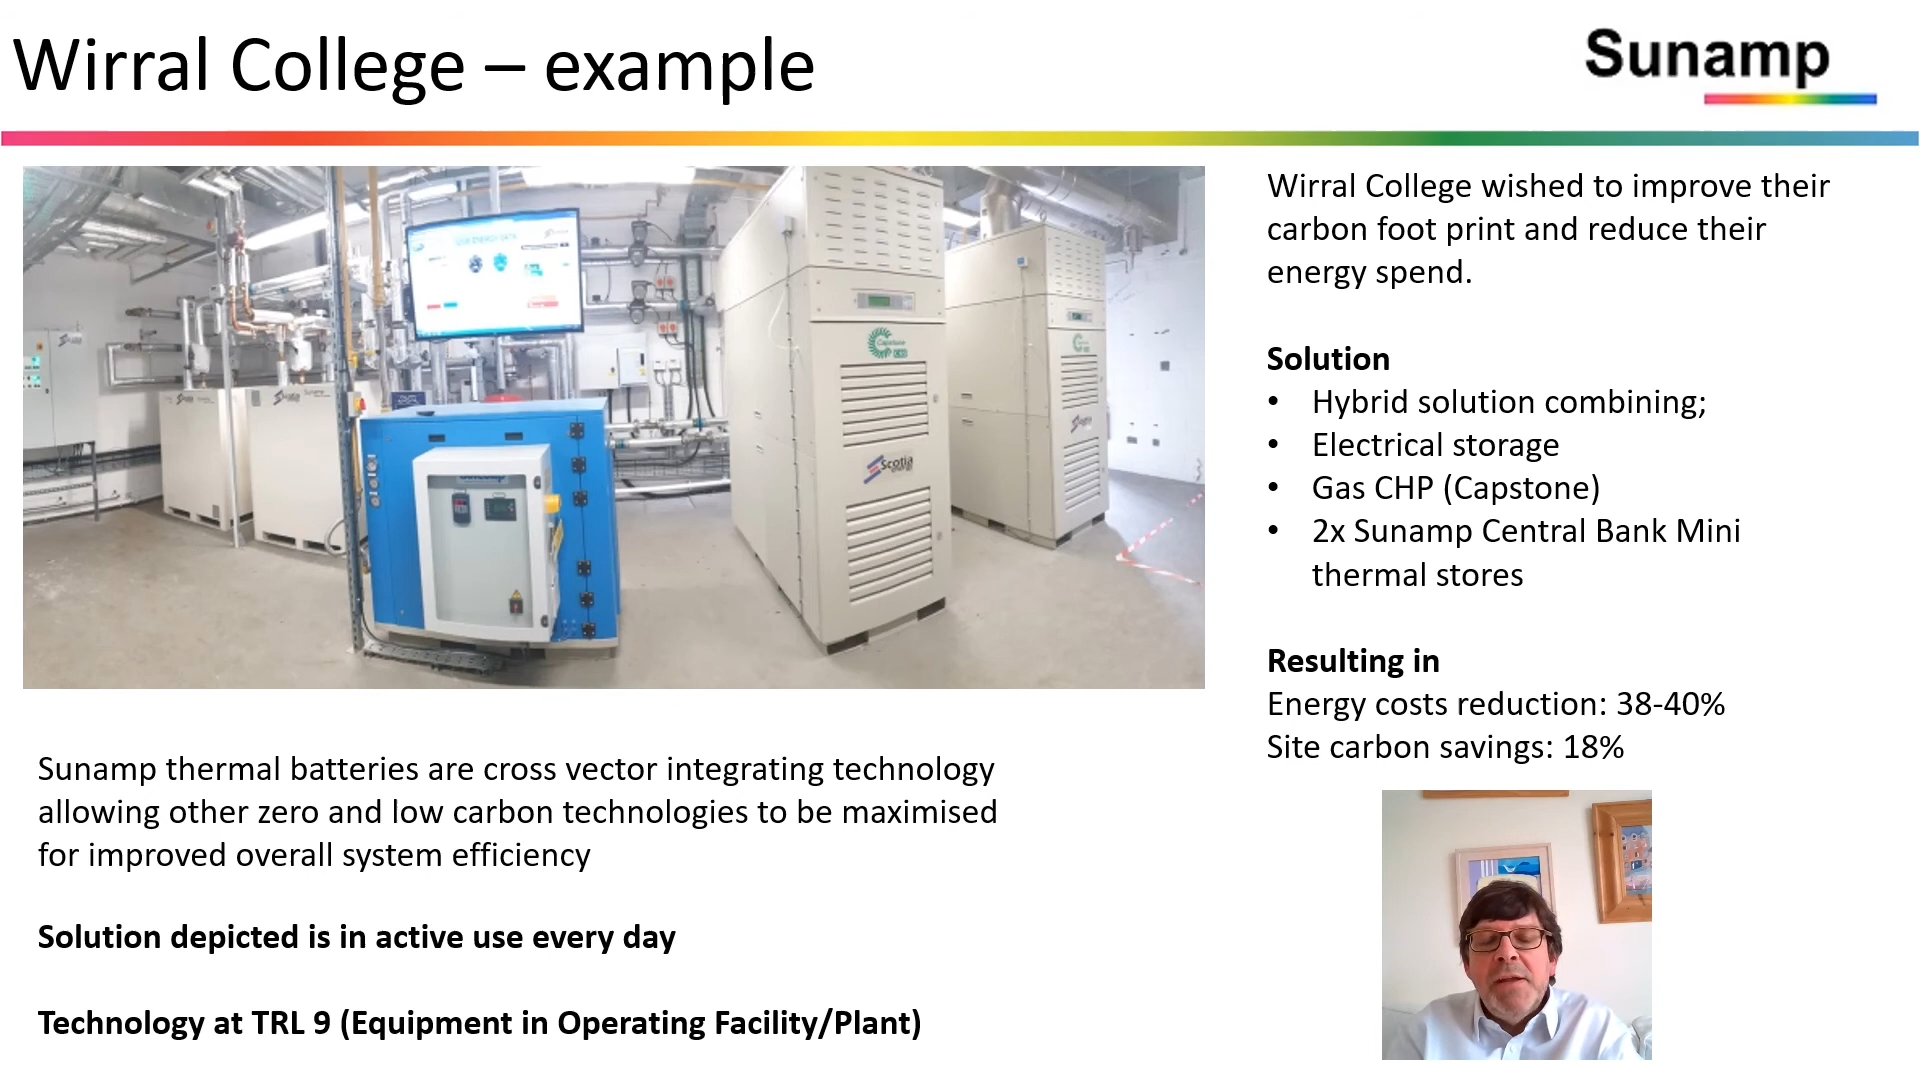 Wirral College – example
Sunamp
Wirral College wished to improve their
carbon foot print and reduce their
energy spend.
Solution
• Hybrid solution combining;
• Electrical storage
• Gas CHP (Capstone)
• 2x Sunamp Central Bank Mini
thermal stores
Resulting in
Energy costs reduction: 38-40%
Site carbon savings: 18%
Capstone
Scotia
Sunamp thermal batteries are cross vector integrating technology
allowing other zero and low carbon technologies to be maximised
for improved overall system efficiency
Solution depicted is in active use every day
Technology at TRL 9 (Equipment in Operating Facility/Plant)